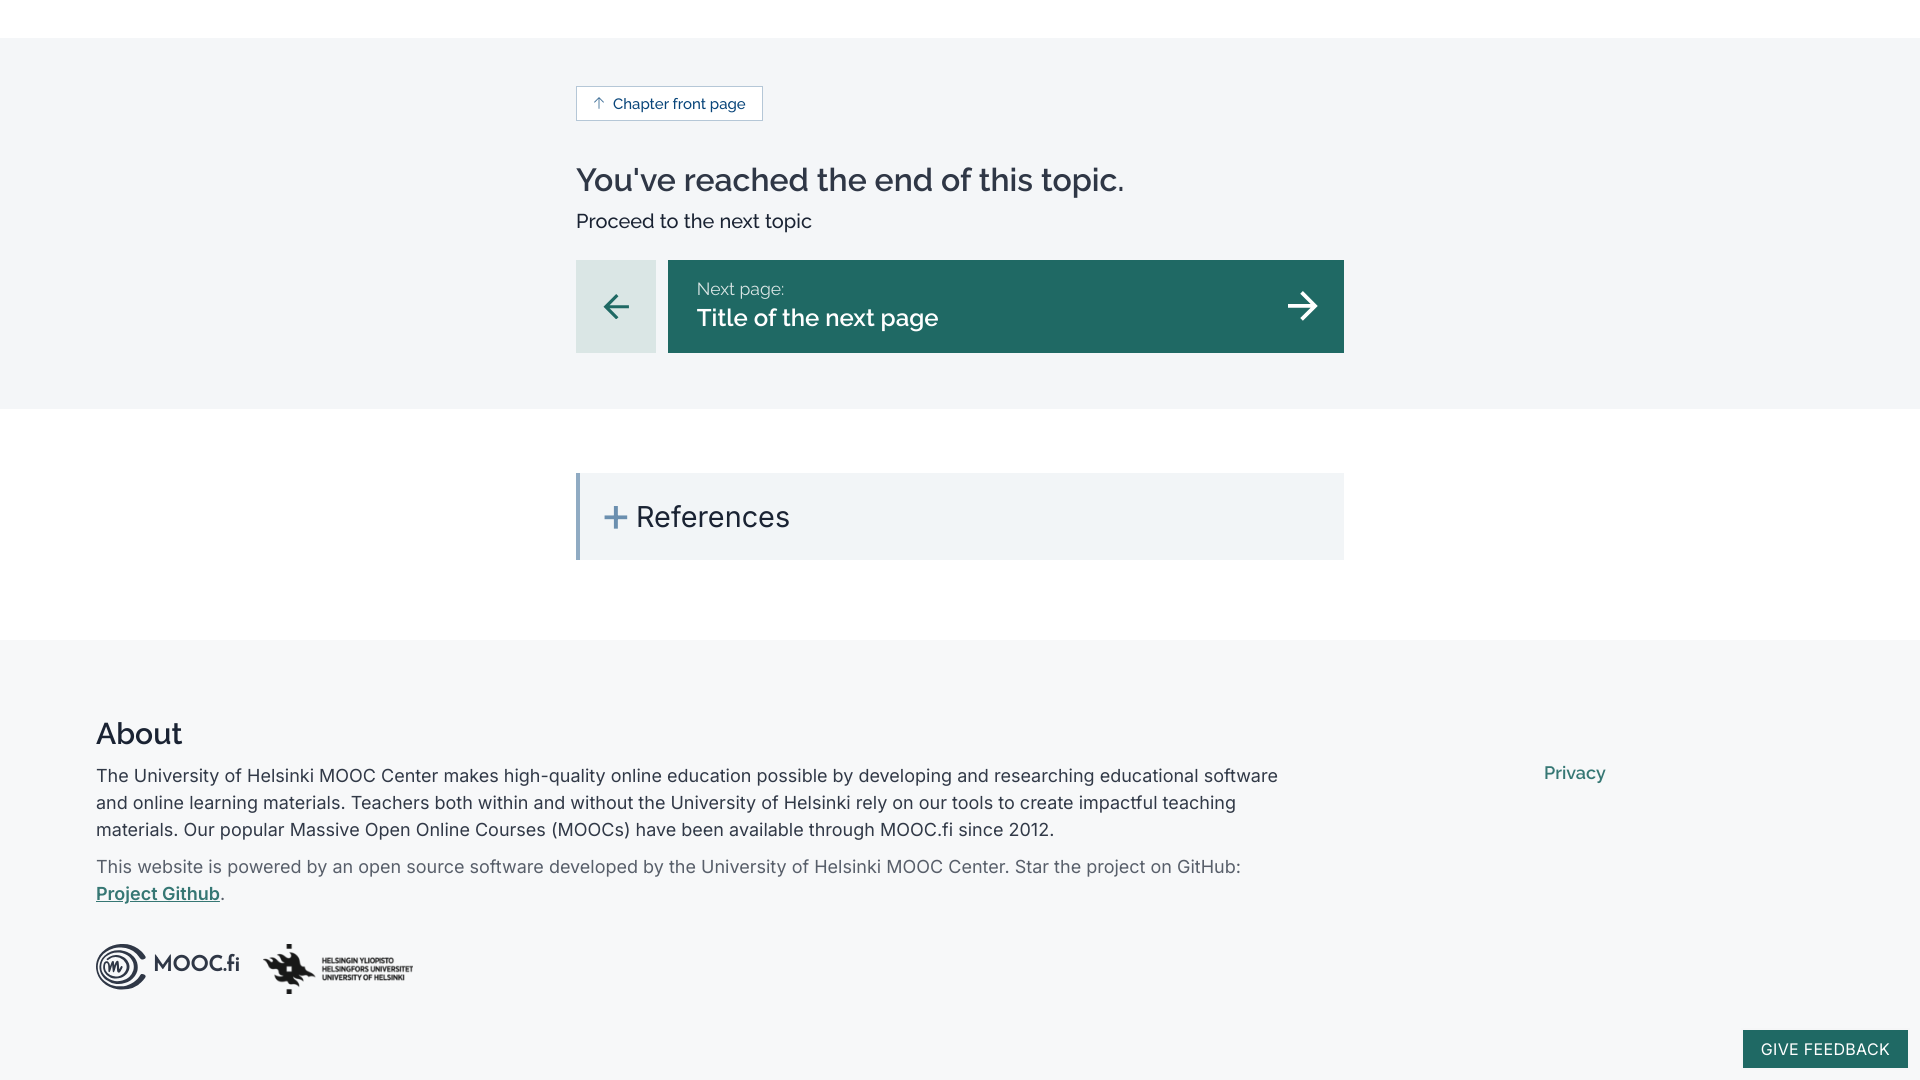 Chapter front page
You've reached the end of this topic.
Proceed to the next topic
Next page:
Title of the next page
References
About
The University of Helsinki MOOC Center makes high-quality online education possible by developing and researching educational software
and online learning materials. Teachers both within and without the University of Helsinki rely on our tools to create impactful teaching
materials. Our popular Massive Open Online Courses (MOOCs) have been available through MOOC.fi since 2012.
Privacy
This website is powered by an open source software developed by the University of Helsinki MOOC Center. Star the project on GitHub:
Project Github.
MOOC.fi
HELSINGIN YLIOPISTO
HELSINGFORS UNIVERSITET
UNIVERSITY OF HELSINKI
GIVE FEEDBACK